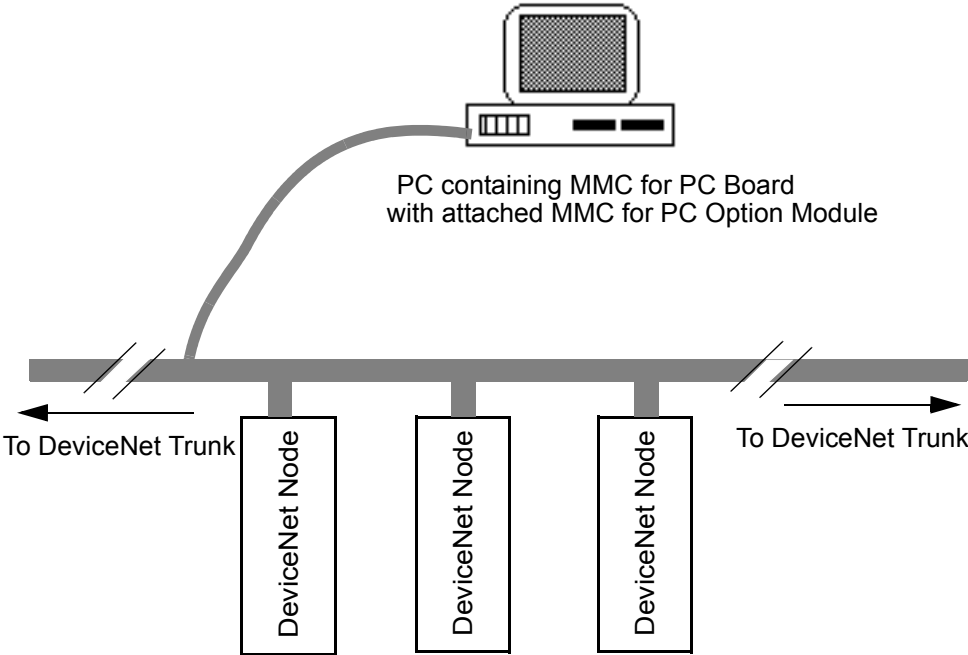 PC containing MMC for PC Board
with attached MMC for PC Option Module
To DeviceNet Trunk
To DeviceNet Trunk
DeviceNet Node
DeviceNet Node
DeviceNet Node